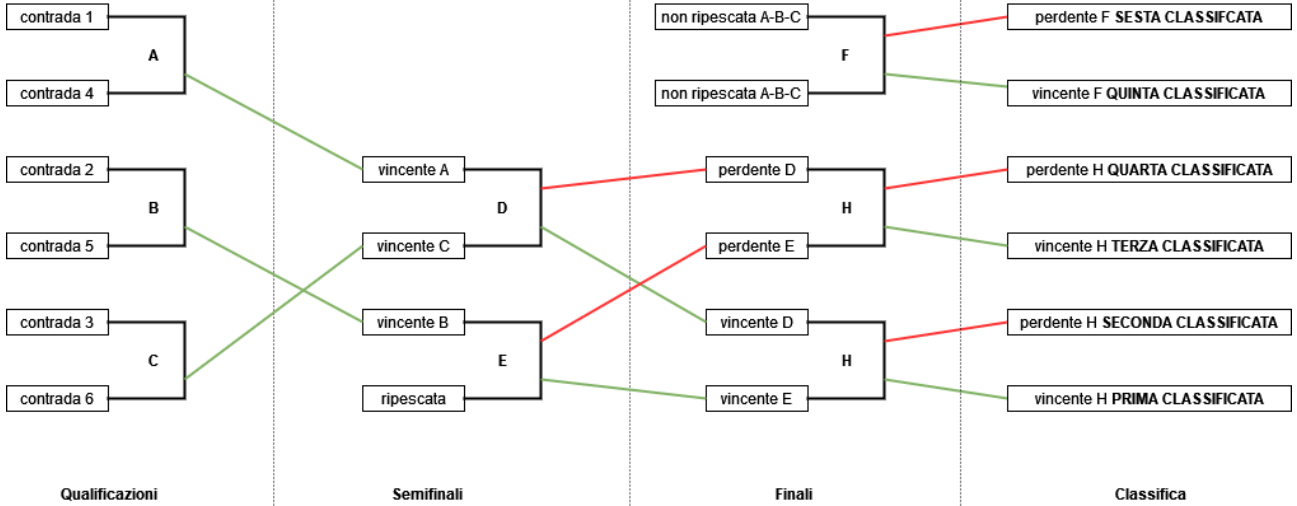 contrada 1
A
contrada 4
contrada 2
B
contrada 5
contrada 3
C
contrada 6
Qualificazioni
vincente A
D
vincente C
vincente B
E
ripescata
Semifinali
non ripescata A-B-C
F
non ripescata A-B-C
perdente D
H
perdente E
vincente D
H
vincente E
Finali
perdente F SESTA CLASSIFCATA
vincente F QUINTA CLASSIFICATA
perdente H QUARTA CLASSIFICATA
vincente H TERZA CLASSIFICATA
perdente H SECONDA CLASSIFICATA
vincente H PRIMA CLASSIFICATA
Classifica